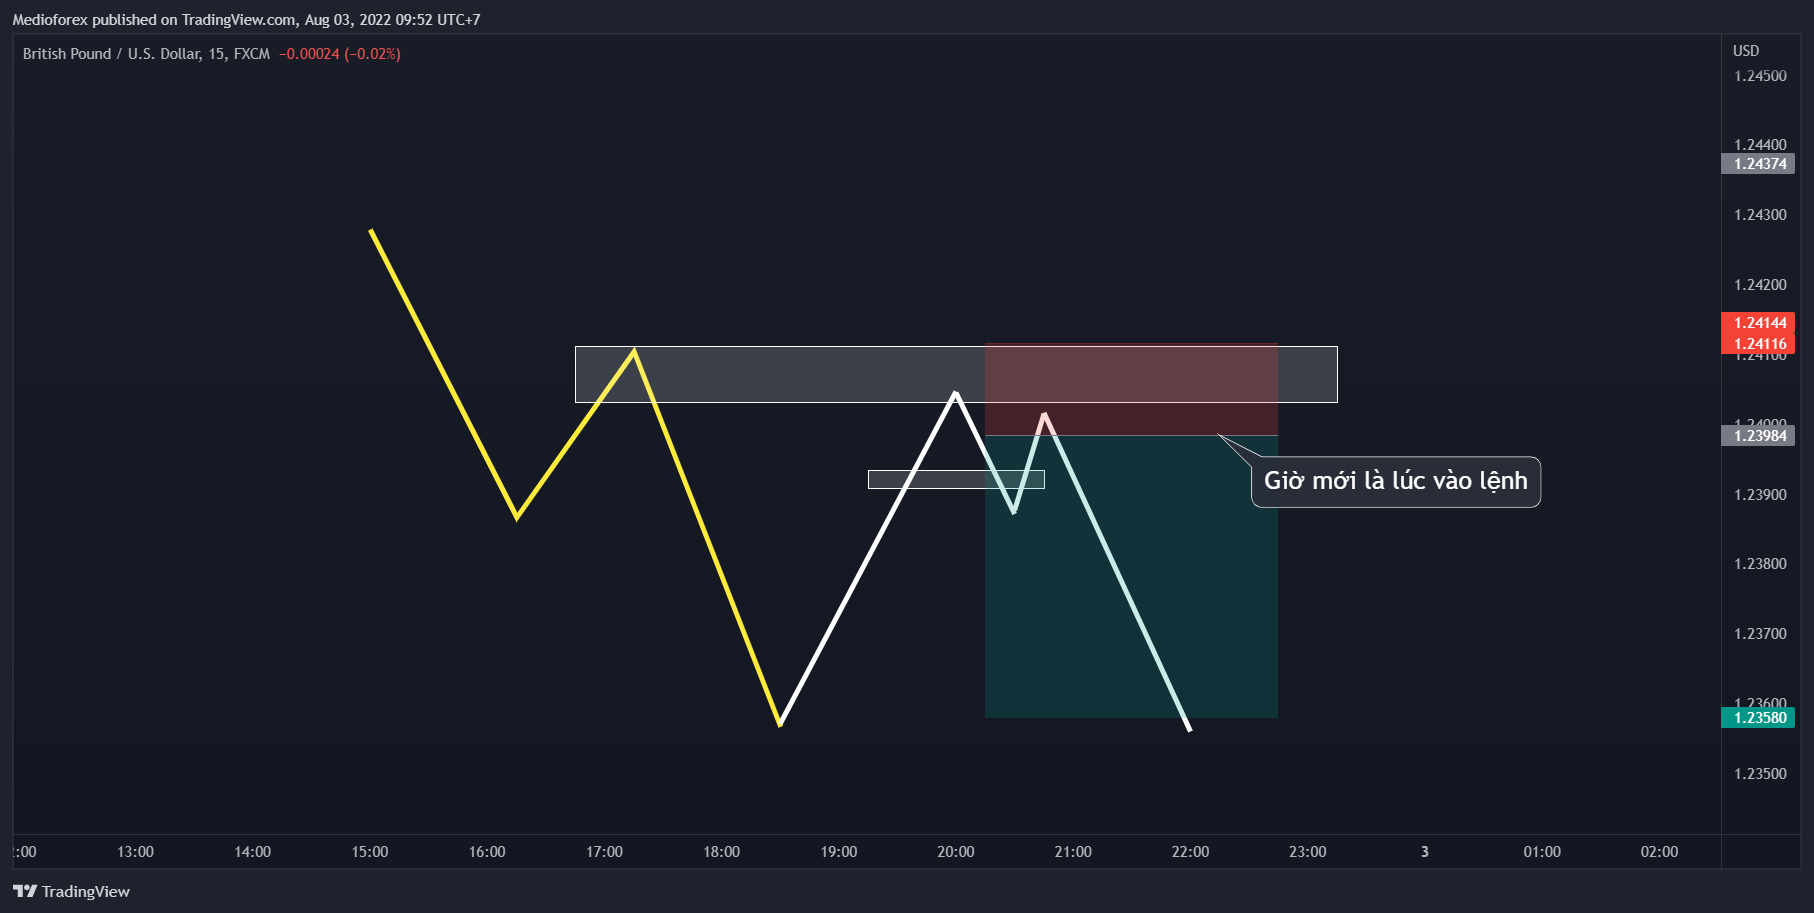 Medioforex published on TradingView.com, Aug 03, 2022 09:52 UTC+7
British Pound / U.S. Dollar, 15, FXCM −0.00024 (−0.02%)
USD
1.24500
1.24400
1.24374
1.24300
1.24200
1.24144
1.24116
1.24100
1.24000
1.23984
Giờ mới là lúc vào lệnh
1.23900
1.23800
1.23700
1.23600
1.23580
1.23500
:00 13:00 14:00 15:00 16:00 17:00 18:00 19:00 20:00 21:00 22:00 23:00 3 01:00 02:00
TradingView